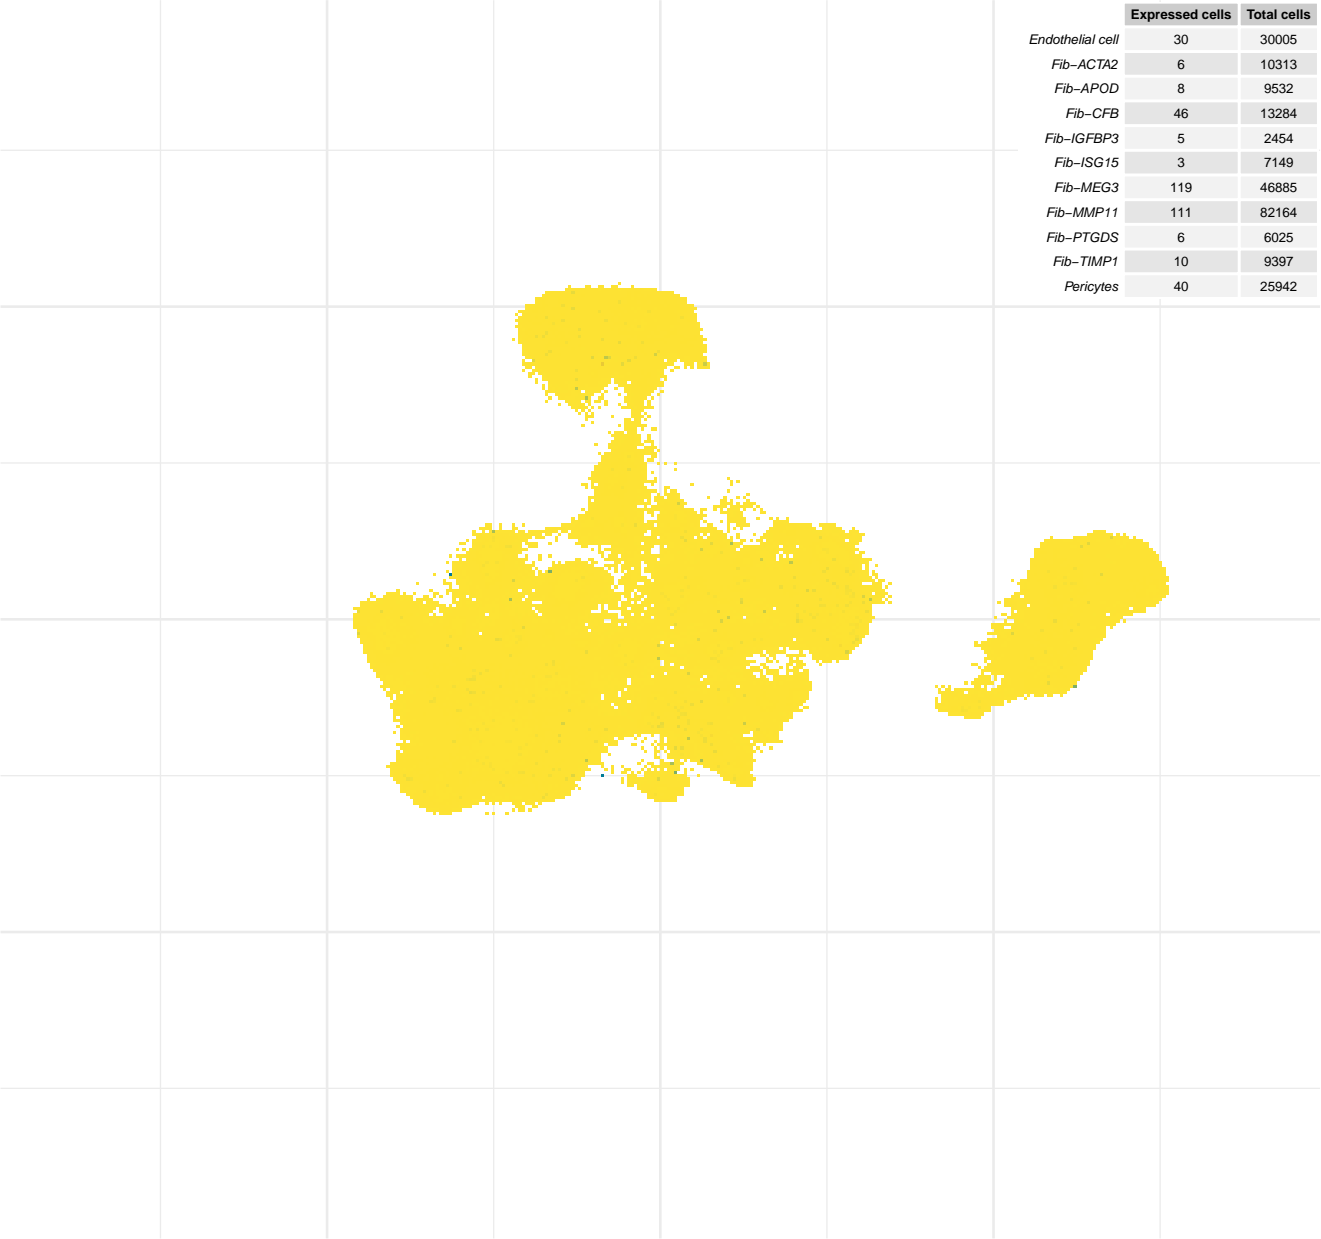 Expressed cells Total cells
Endothelial cell 30 30005
Fib−ACTA2 6 10313
Fib−APOD 8 9532
Fib−CFB 46 13284
Fib−IGFBP3 5 2454
Fib−ISG15 3 7149
Fib−MEG3 119 46885
Fib−MMP11 111 82164
Fib−PTGDS 6 6025
Fib−TIMP1 10 9397
Pericytes 40 25942